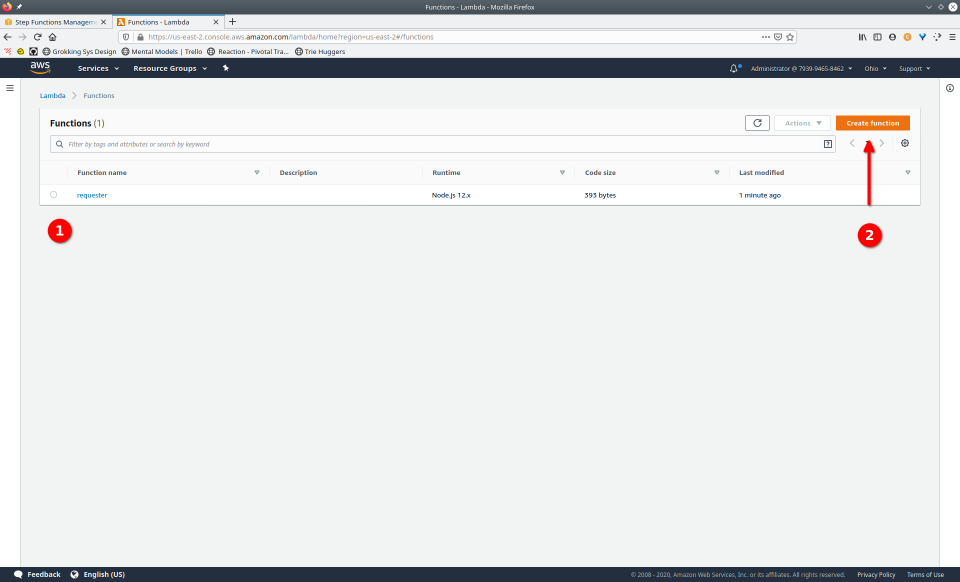 Functions - Lambda - Mozilla Firefox
Step Functions Managem
Functions - Lambda
https://us-east-2.console.aws.amazon.com/lambda/home?region=us-east-2#/functions
Grokking Sys Design
Mental Models | Trello
Reaction - Pivotal Tra...
Trie Huggers
aws
Services
Resource Groups
Administrator @ 7939-9465-8462
Ohio
Support
Lambda
Functions
Functions (1)
Actions
Create function
Filter by tags and attributes or search by keyword
Function name
Description
Runtime
Code size
Last modified
requester
Node.js 12.x
393 bytes
1 minute ago
1
2
Feedback
English (US)
© 2008 - 2020, Amazon Web Services, Inc. or its affiliates. All rights reserved.
Privacy Policy
Terms of Use